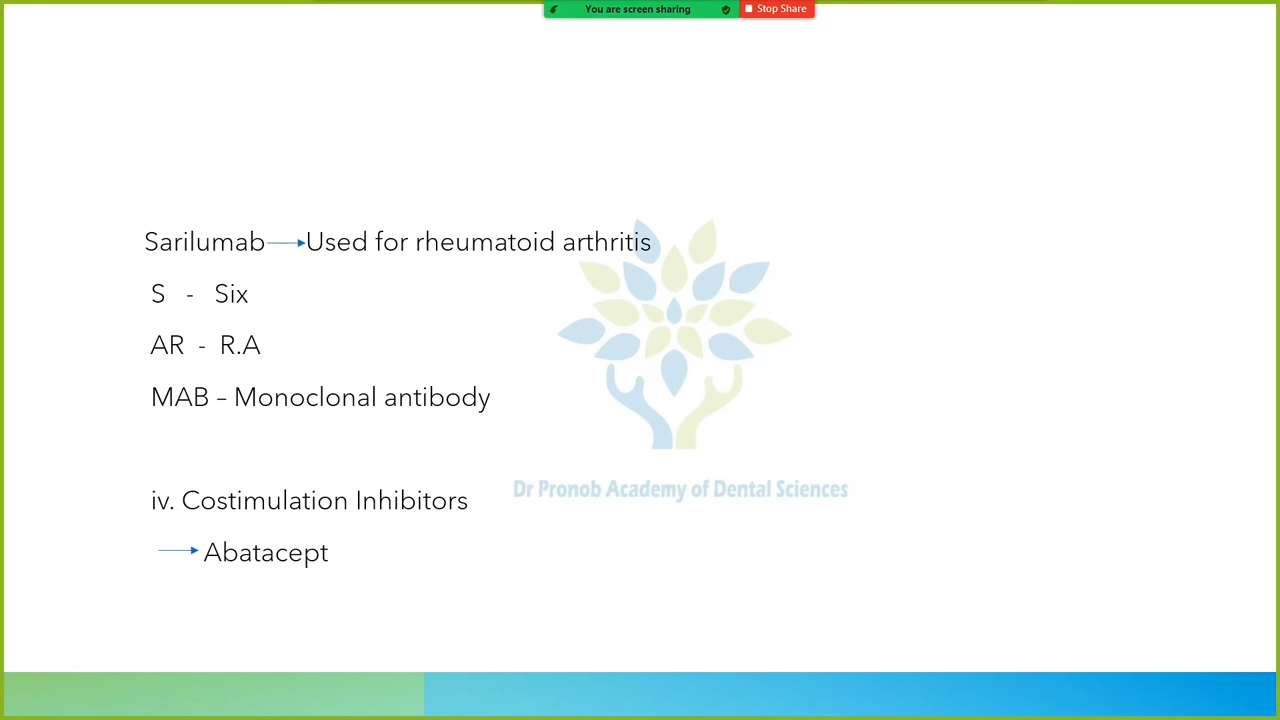 You are screen sharing
Stop Share
Sarilumab Used for rheumatoid arthritis
S - Six
AR - R.A
MAB – Monoclonal antibody
Dr Pronob Academy of Dental Sciences
iv. Costimulation Inhibitors
Abatacept